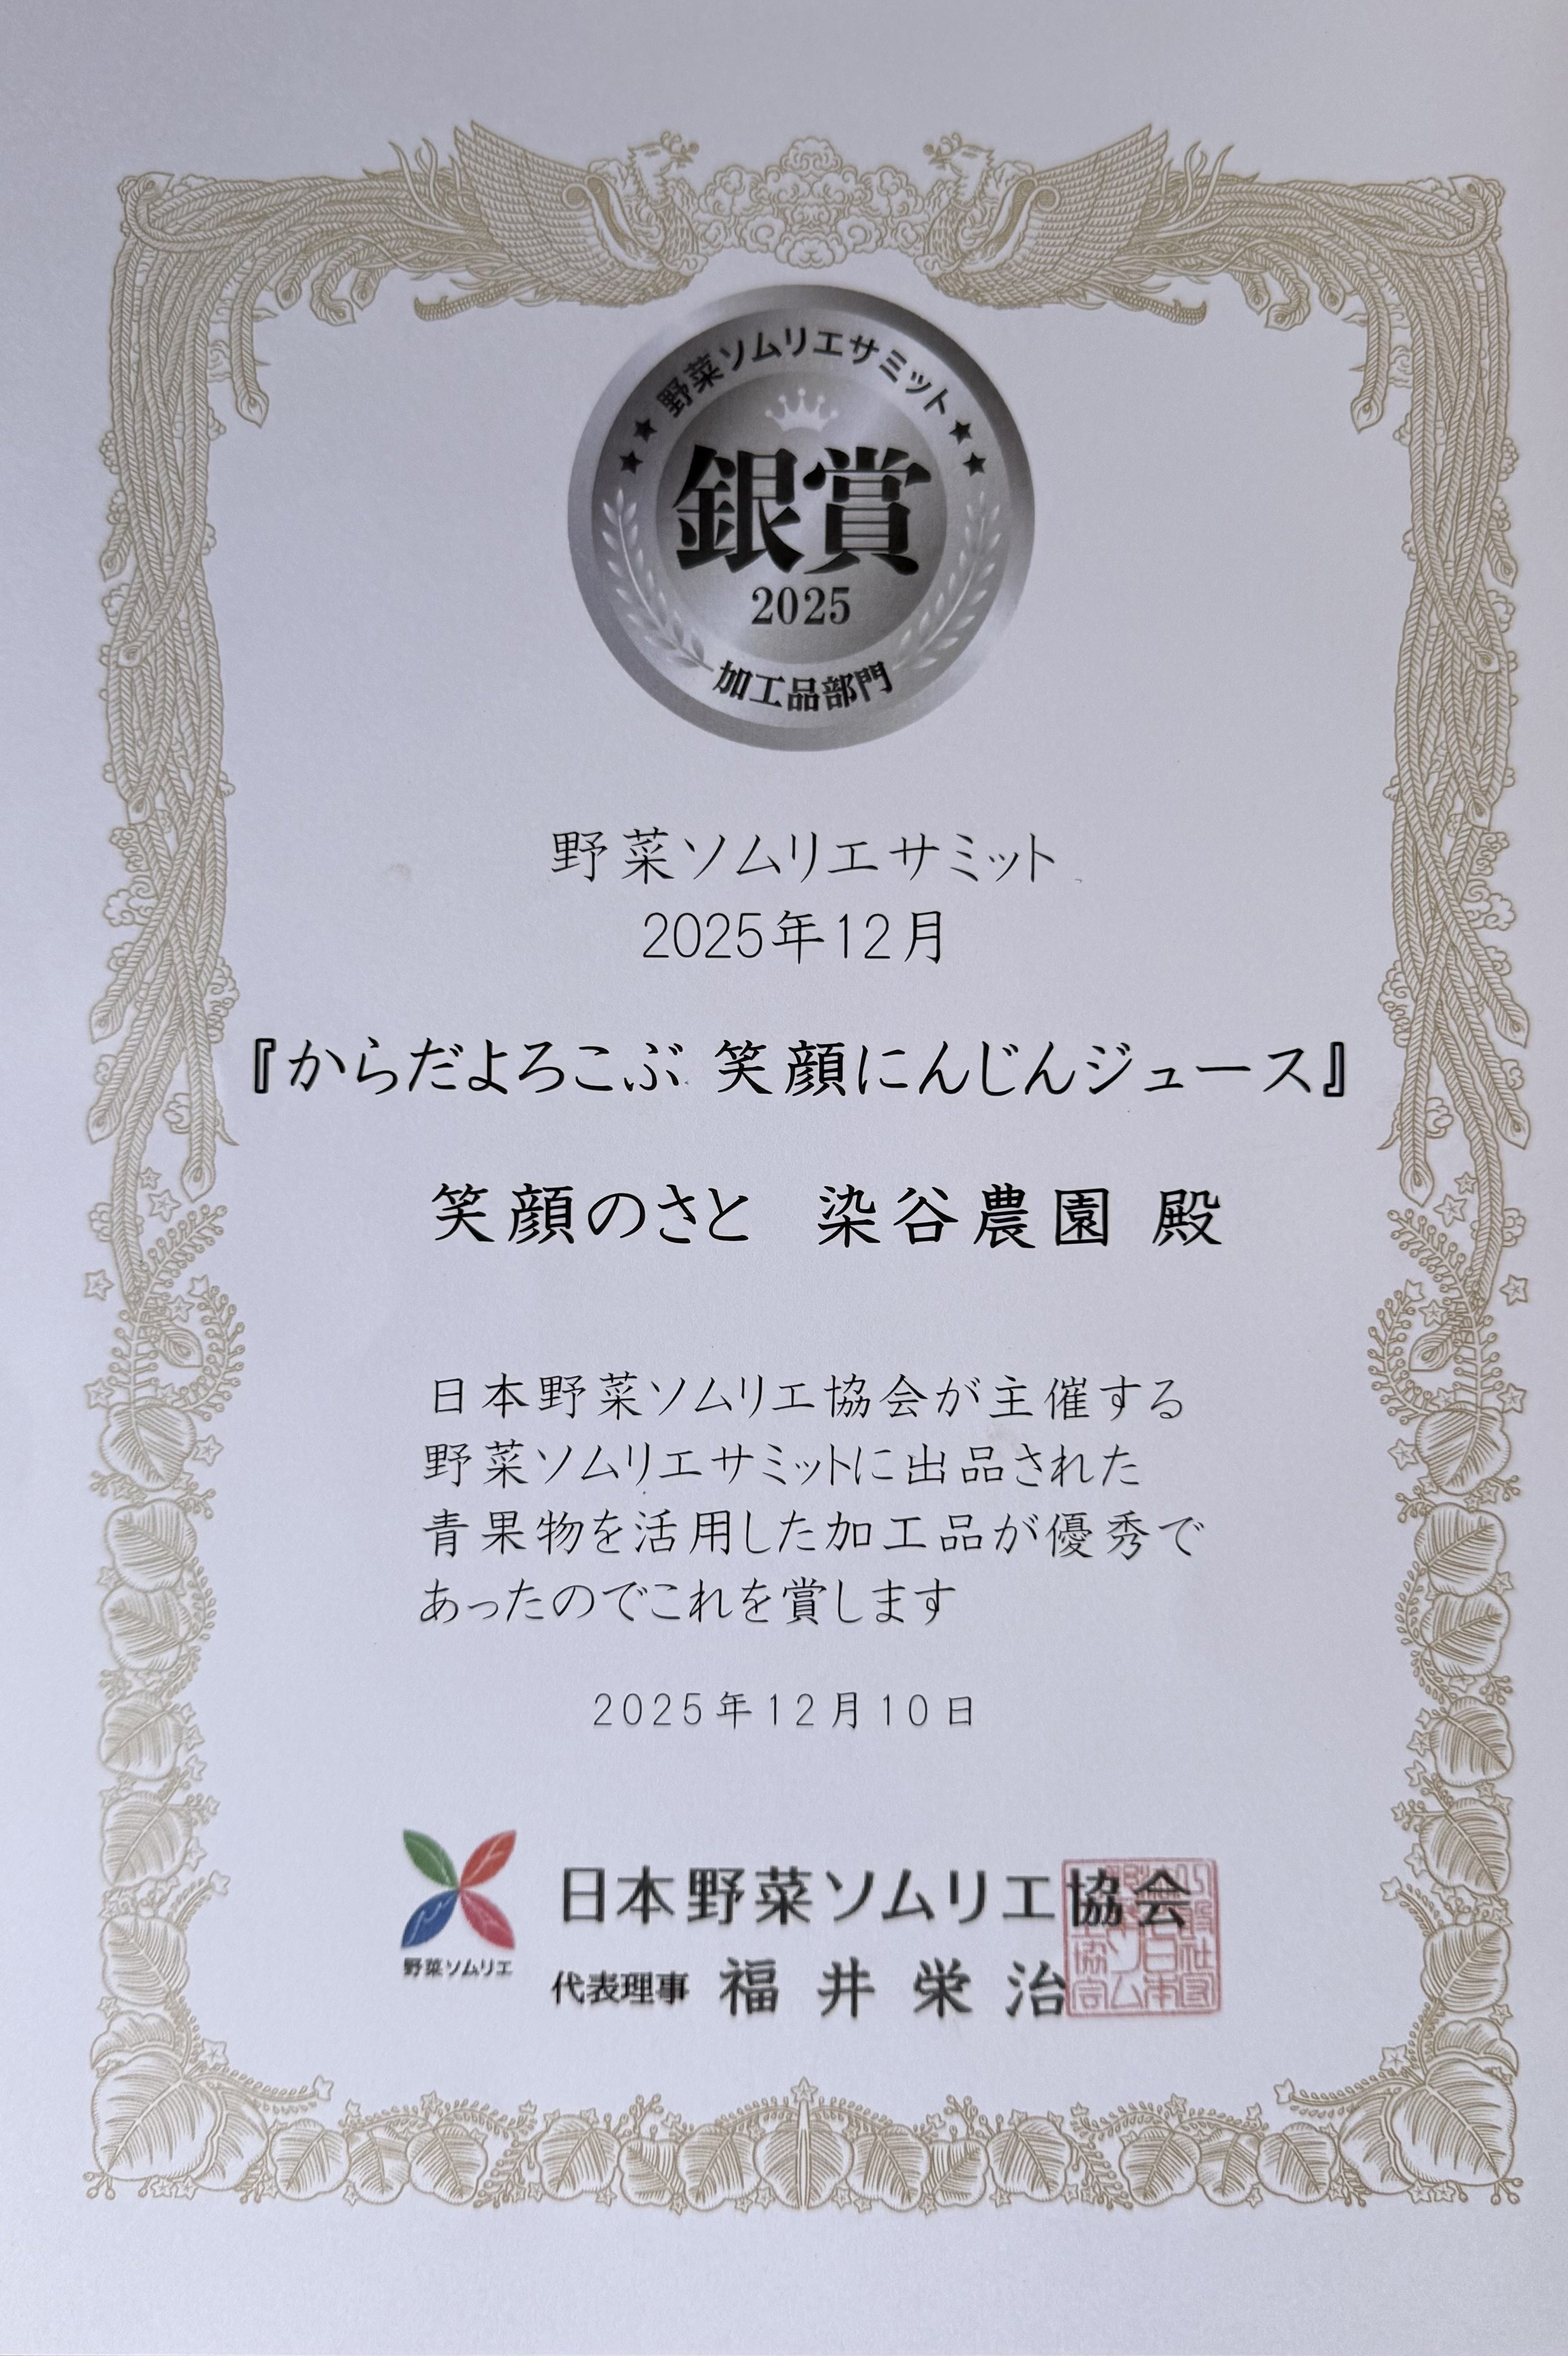 野菜ソムリエサミット
銀賞
2025
加工品部門
野菜ソムリエサミット
2025年12月
『からだよろこぶ 笑顔にんじんジュース』
笑顔のさと 染谷農園 殿
日本野菜ソムリエ協会が主催する
野菜ソムリエサミットに出品された
青果物を活用した加工品が優秀で
あったのでこれを賞します
2025年12月10日
野菜ソムリエ
日本野菜ソムリエ協会
代表理事 福井栄治